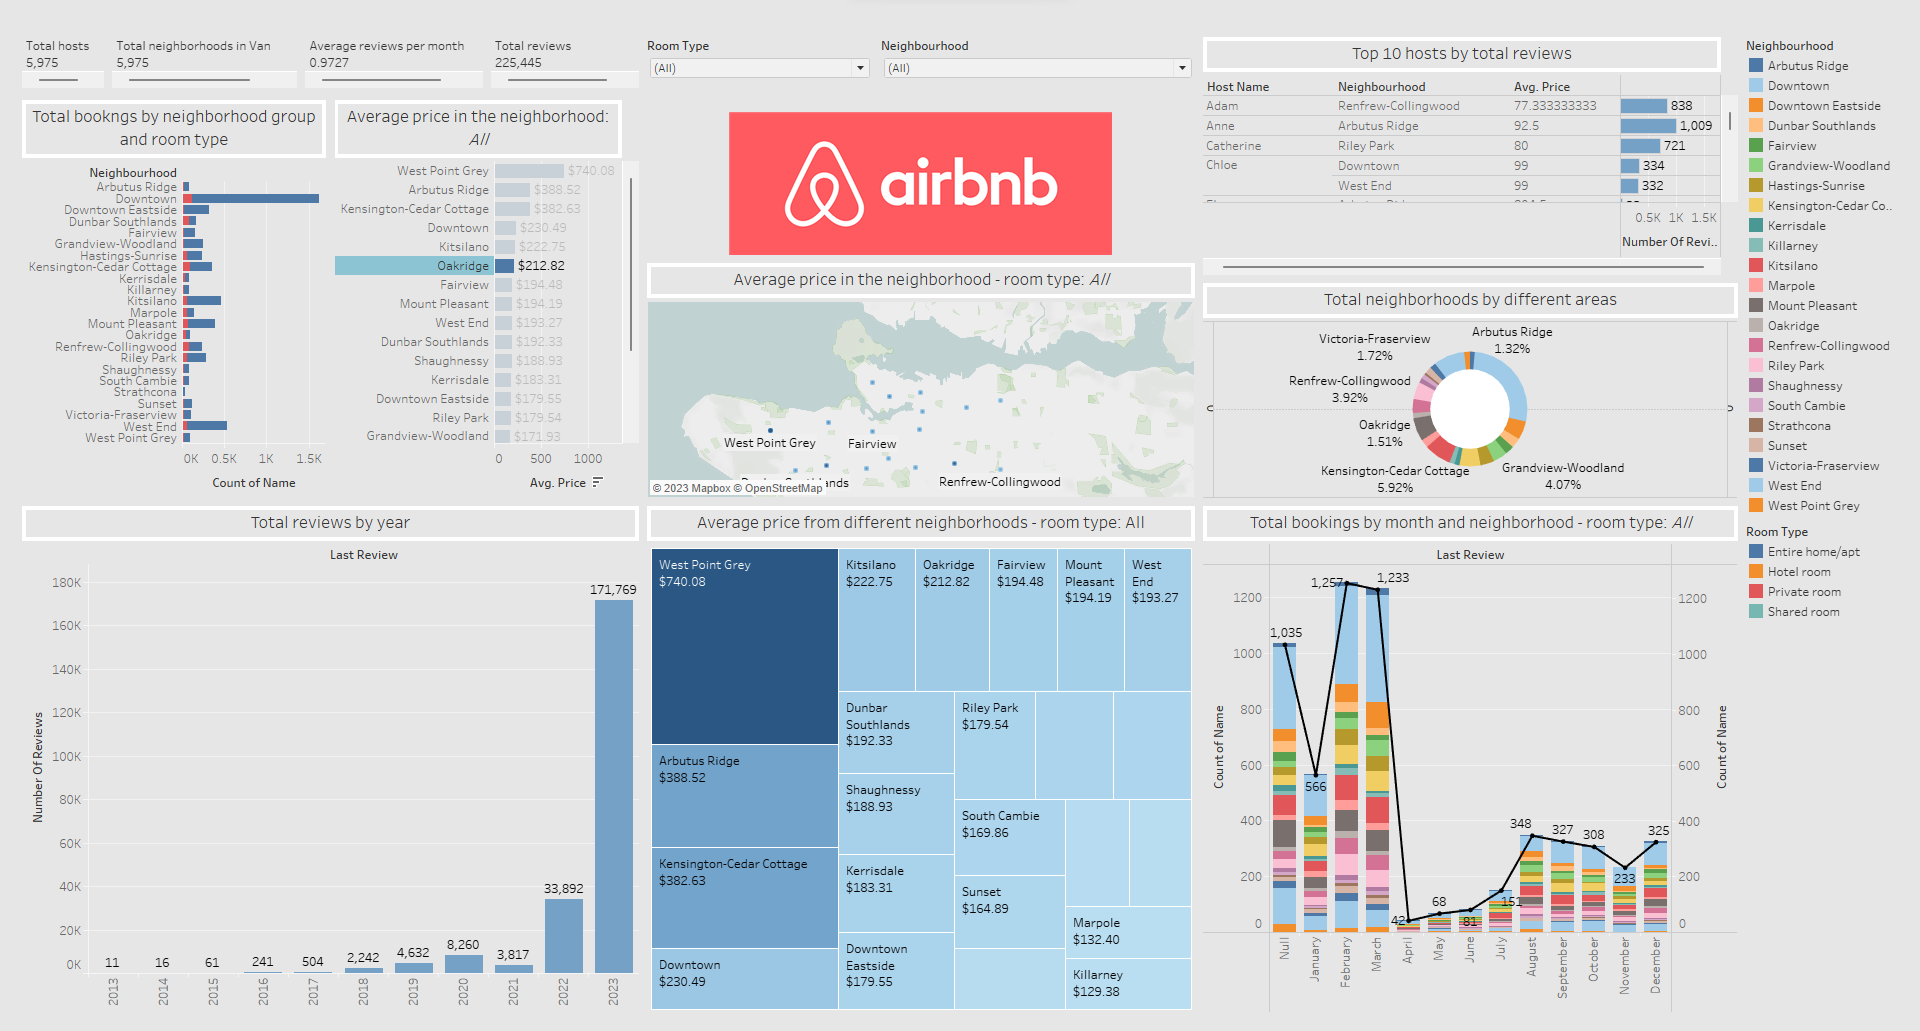 Total hosts
5,975
Total neighborhoods in Van
5,975
Average reviews per month
0.9727
Total reviews
225,445
Room Type
(All)
Neighbourhood
(All)
Total bookngs by neighborhood group
and room type
Neighbourhood
Arbutus Ridge
Downtown
Downtown Eastside
Dunbar Southlands
Fairview
Grandview-Woodland
Hastings-Sunrise
Kensington-Cedar Cottage
Kerrisdale
Killarney
Kitsilano
Marpole
Mount Pleasant
Oakridge
Renfrew-Collingwood
Riley Park
Shaughnessy
South Cambie
Strathcona
Sunset
Victoria-Fraserview
West End
West Point Grey
0K 0.5K 1K 1.5K
Count of Name
Average price in the neighborhood:
All
West Point Grey $740.08
Arbutus Ridge $388.52
Kensington-Cedar Cottage $382.63
Downtown $230.49
Kitsilano $222.75
Oakridge $212.82
Fairview $194.48
Mount Pleasant $194.19
West End $193.27
Dunbar Southlands $192.33
Shaughnessy $188.93
Kerrisdale $183.31
Downtown Eastside $179.55
Riley Park $179.54
Grandview-Woodland $171.93
0 500 1000
Avg. Price
airbnb
Average price in the neighborhood - room type: All
West Point Grey
Fairview
Renfrew-Collingwood
© 2023 Mapbox © OpenStreetMap
Top 10 hosts by total reviews
Host Name Neighbourhood Avg. Price
Adam Renfrew-Collingwood 77.333333333 838
Anne Arbutus Ridge 92.5 1,009
Catherine Riley Park 80 721
Chloe Downtown 99 334
West End 99 332
0.5K 1K 1.5K
Number Of Revi..
Total neighborhoods by different areas
Arbutus Ridge
1.32%
Victoria-Fraserview
1.72%
Renfrew-Collingwood
3.92%
Oakridge
1.51%
Kensington-Cedar Cottage
5.92%
Grandview-Woodland
4.07%
Neighbourhood
Arbutus Ridge
Downtown
Downtown Eastside
Dunbar Southlands
Fairview
Grandview-Woodland
Hastings-Sunrise
Kensington-Cedar Co..
Kerrisdale
Killarney
Kitsilano
Marpole
Mount Pleasant
Oakridge
Renfrew-Collingwood
Riley Park
Shaughnessy
South Cambie
Strathcona
Sunset
Victoria-Fraserview
West End
West Point Grey
Room Type
Entire home/apt
Hotel room
Private room
Shared room
Total reviews by year
Last Review
Number Of Reviews
180K
160K
140K
120K
100K
80K
60K
40K
20K
0K
11
16
61
241
504
2,242
4,632
8,260
3,817
33,892
171,769
2013
2014
2015
2016
2017
2018
2019
2020
2021
2022
2023
Average price from different neighborhoods - room type: All
West Point Grey
$740.08
Arbutus Ridge
$388.52
Kensington-Cedar Cottage
$382.63
Downtown
$230.49
Kitsilano
$222.75
Oakridge
$212.82
Fairview
$194.48
Mount
Pleasant
$194.19
West
End
$193.27
Dunbar
Southlands
$192.33
Shaughnessy
$188.93
Kerrisdale
$183.31
Downtown
Eastside
$179.55
Riley Park
$179.54
South Cambie
$169.86
Sunset
$164.89
Marpole
$132.40
Killarney
$129.38
Total bookings by month and neighborhood - room type: All
Last Review
Count of Name
1200
1000
800
600
400
200
0
1,035
566
1,257
1,233
42
68
81
151
348
327
308
233
325
1200
1000
800
600
400
200
0
Count of Name
Null
January
February
March
April
May
June
July
August
September
October
November
December